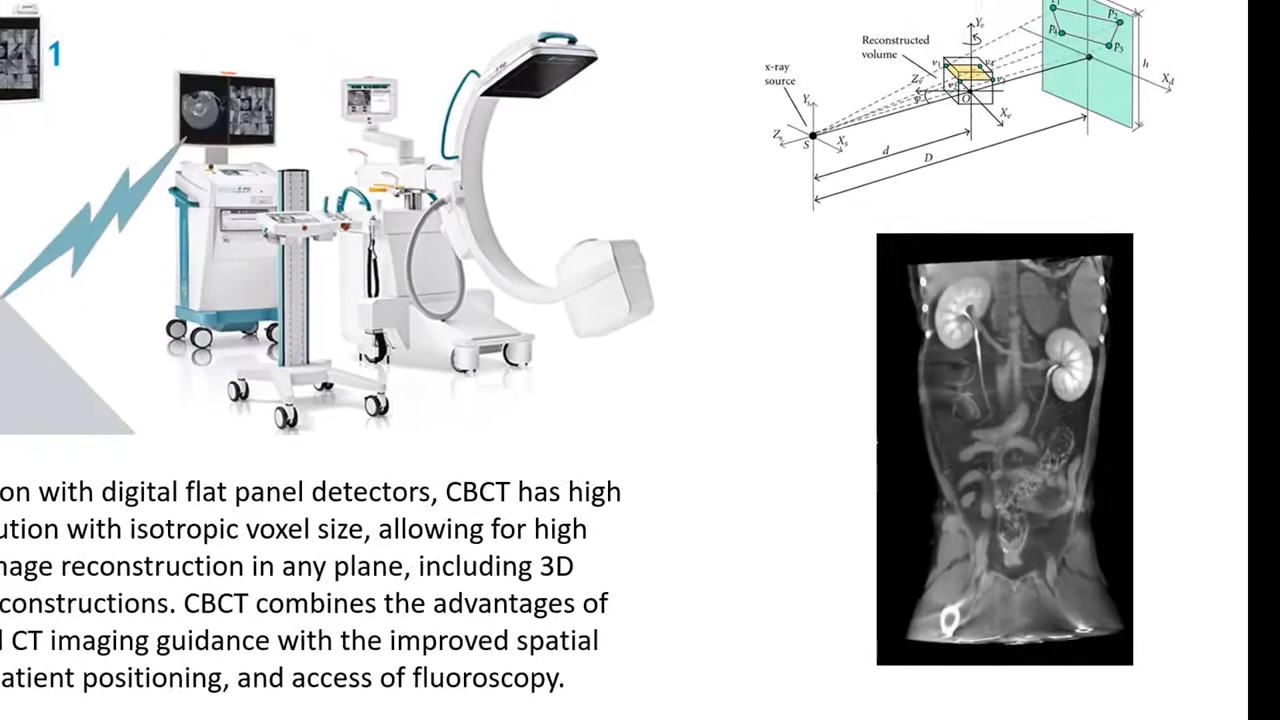 1
on with digital flat panel detectors, CBCT has high
ution with isotropic voxel size, allowing for high
nage reconstruction in any plane, including 3D
constructions. CBCT combines the advantages of
l CT imaging guidance with the improved spatial
atient positioning, and access of fluoroscopy.
Reconstructed
volume
x-ray
source
S
d
D
h
O